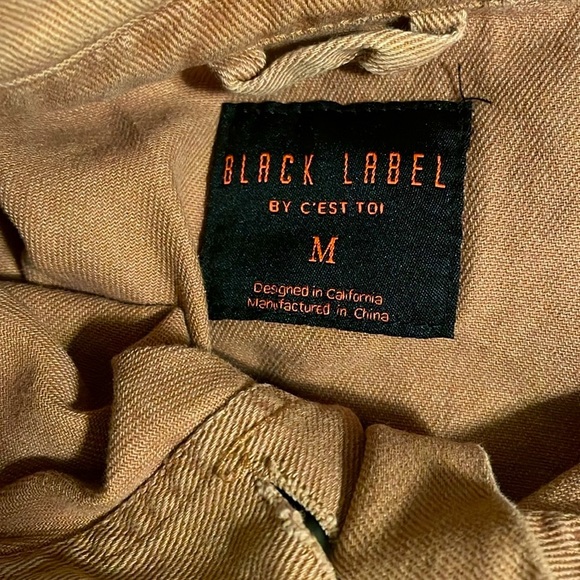 BLACK LABEL
BY C'EST TOI
M
Designed in California
Manufactured in China